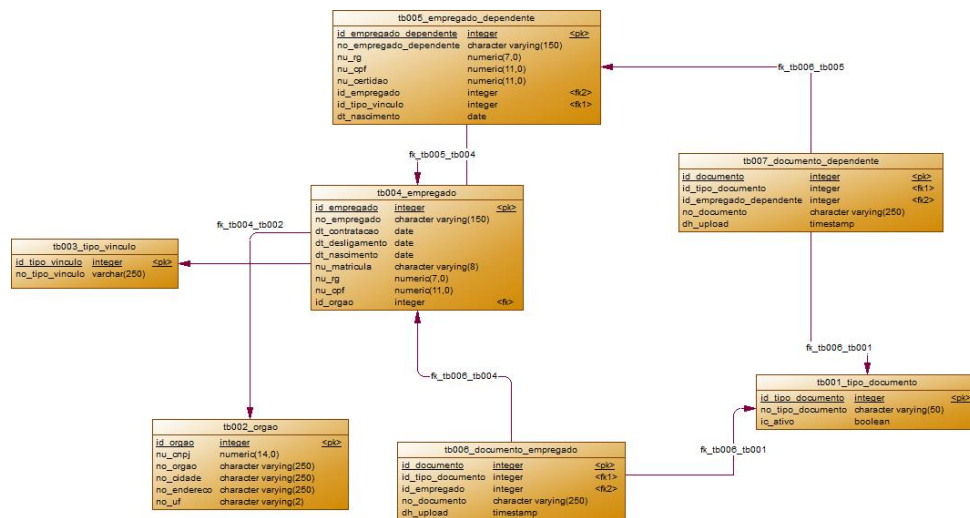 tb005_empregado_dependente
id_empregado_dependente integer <pk>
no_empregado_dependente character varying(150)
nu_rg numeric(7,0)
nu_cpf numeric(11,0)
nu_certidao numeric(11,0)
id_empregado integer <fk2>
id_tipo_vinculo integer <fk1>
dt_nascimento date
fk_tb006_tb005
fk_tb005_tb004
tb007_documento_dependente
id_documento integer <pk>
id_tipo_documento integer <fk1>
id_empregado_dependente integer <fk2>
no_documento character varying(250)
dh_upload timestamp
tb004_empregado
id_empregado integer <pk>
no_empregado character varying(150)
dt_contratacao date
dt_desligamento date
dt_nascimento date
nu_matricula character varying(8)
nu_rg numeric(7,0)
nu_cpf numeric(11,0)
id_orgao integer <fk>
fk_tb004_tb002
tb003_tipo_vinculo
id_tipo_vinculo integer <pk>
no_tipo_vinculo varchar(250)
fk_tb006_tb001
fk_tb006_tb004
tb001_tipo_documento
id_tipo_documento integer <pk>
no_tipo_documento character varying(50)
ic_ativo boolean
tb002_orgao
id_orgao integer <pk>
nu_cnpj numeric(14,0)
no_orgao character varying(250)
no_cidade character varying(250)
no_endereco character varying(250)
no_uf character varying(2)
tb006_documento_empregado
id_documento integer <pk>
id_tipo_documento integer <fk1>
id_empregado integer <fk2>
no_documento character varying(250)
dh_upload timestamp
fk_tb006_tb001